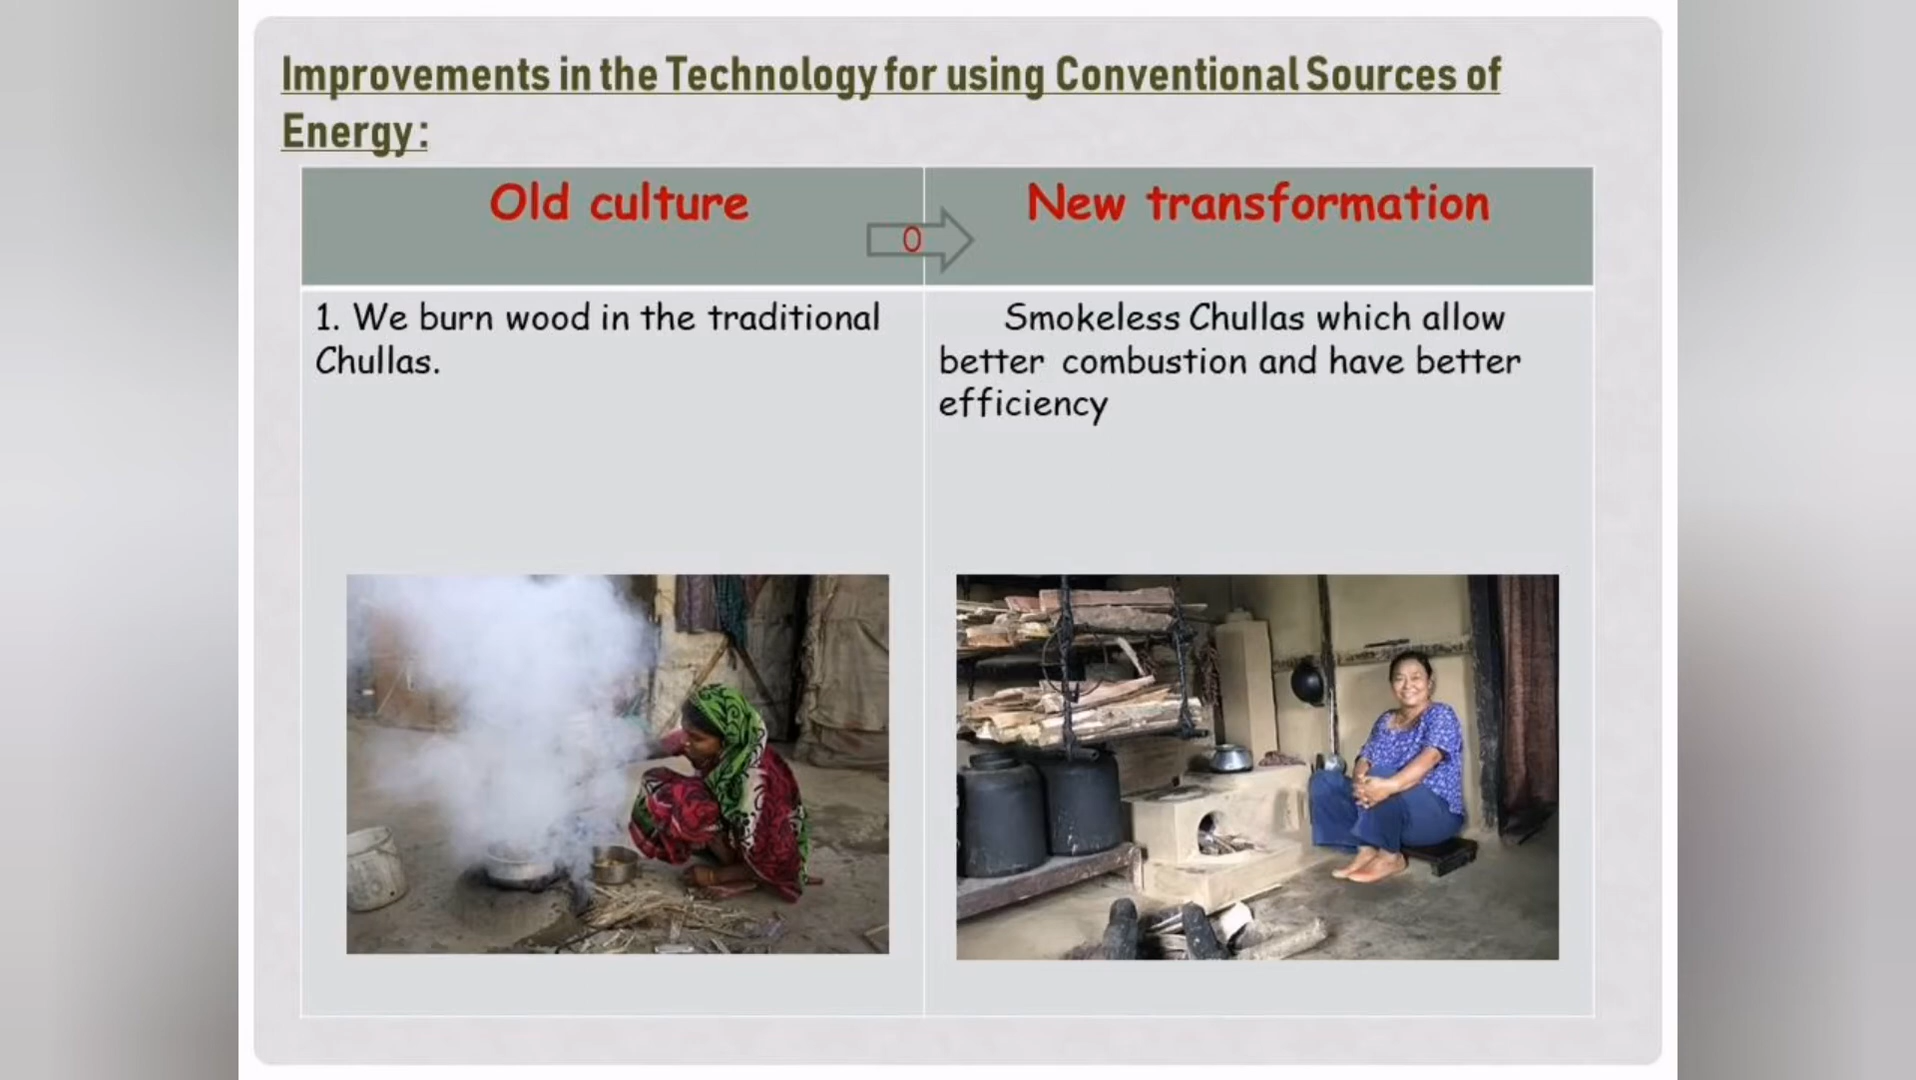 Improvements in the Technology for using Conventional Sources of
Energy:
Old culture
0
New transformation
1. We burn wood in the traditional
Chullas.
Smokeless Chullas which allow
better combustion and have better
efficiency